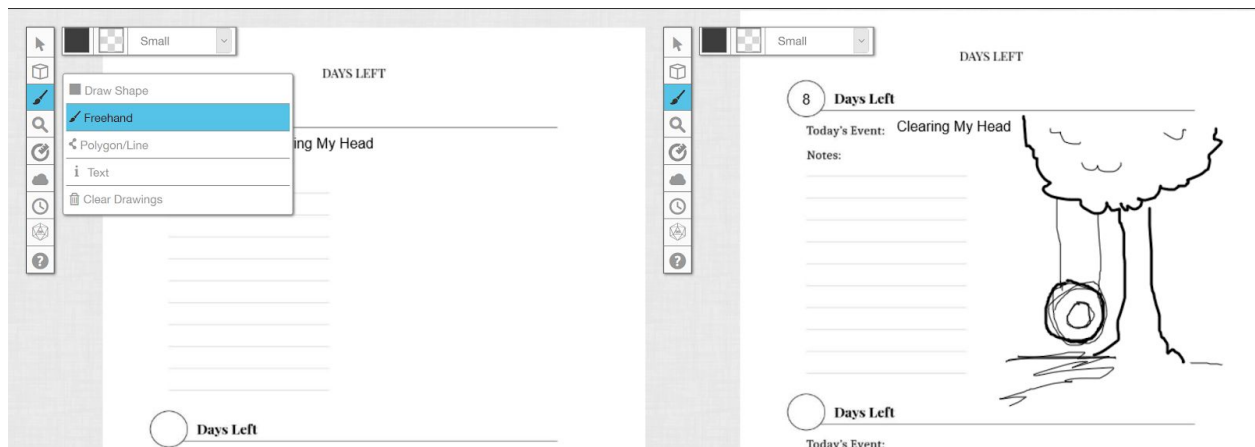 Small
DAYS LEFT
Draw Shape
Freehand
Polygon/Line
Text
Clear Drawings
ing My Head
Days Left
Small
DAYS LEFT
8 Days Left
Today's Event: Clearing My Head
Notes:
Days Left
Today's Event: